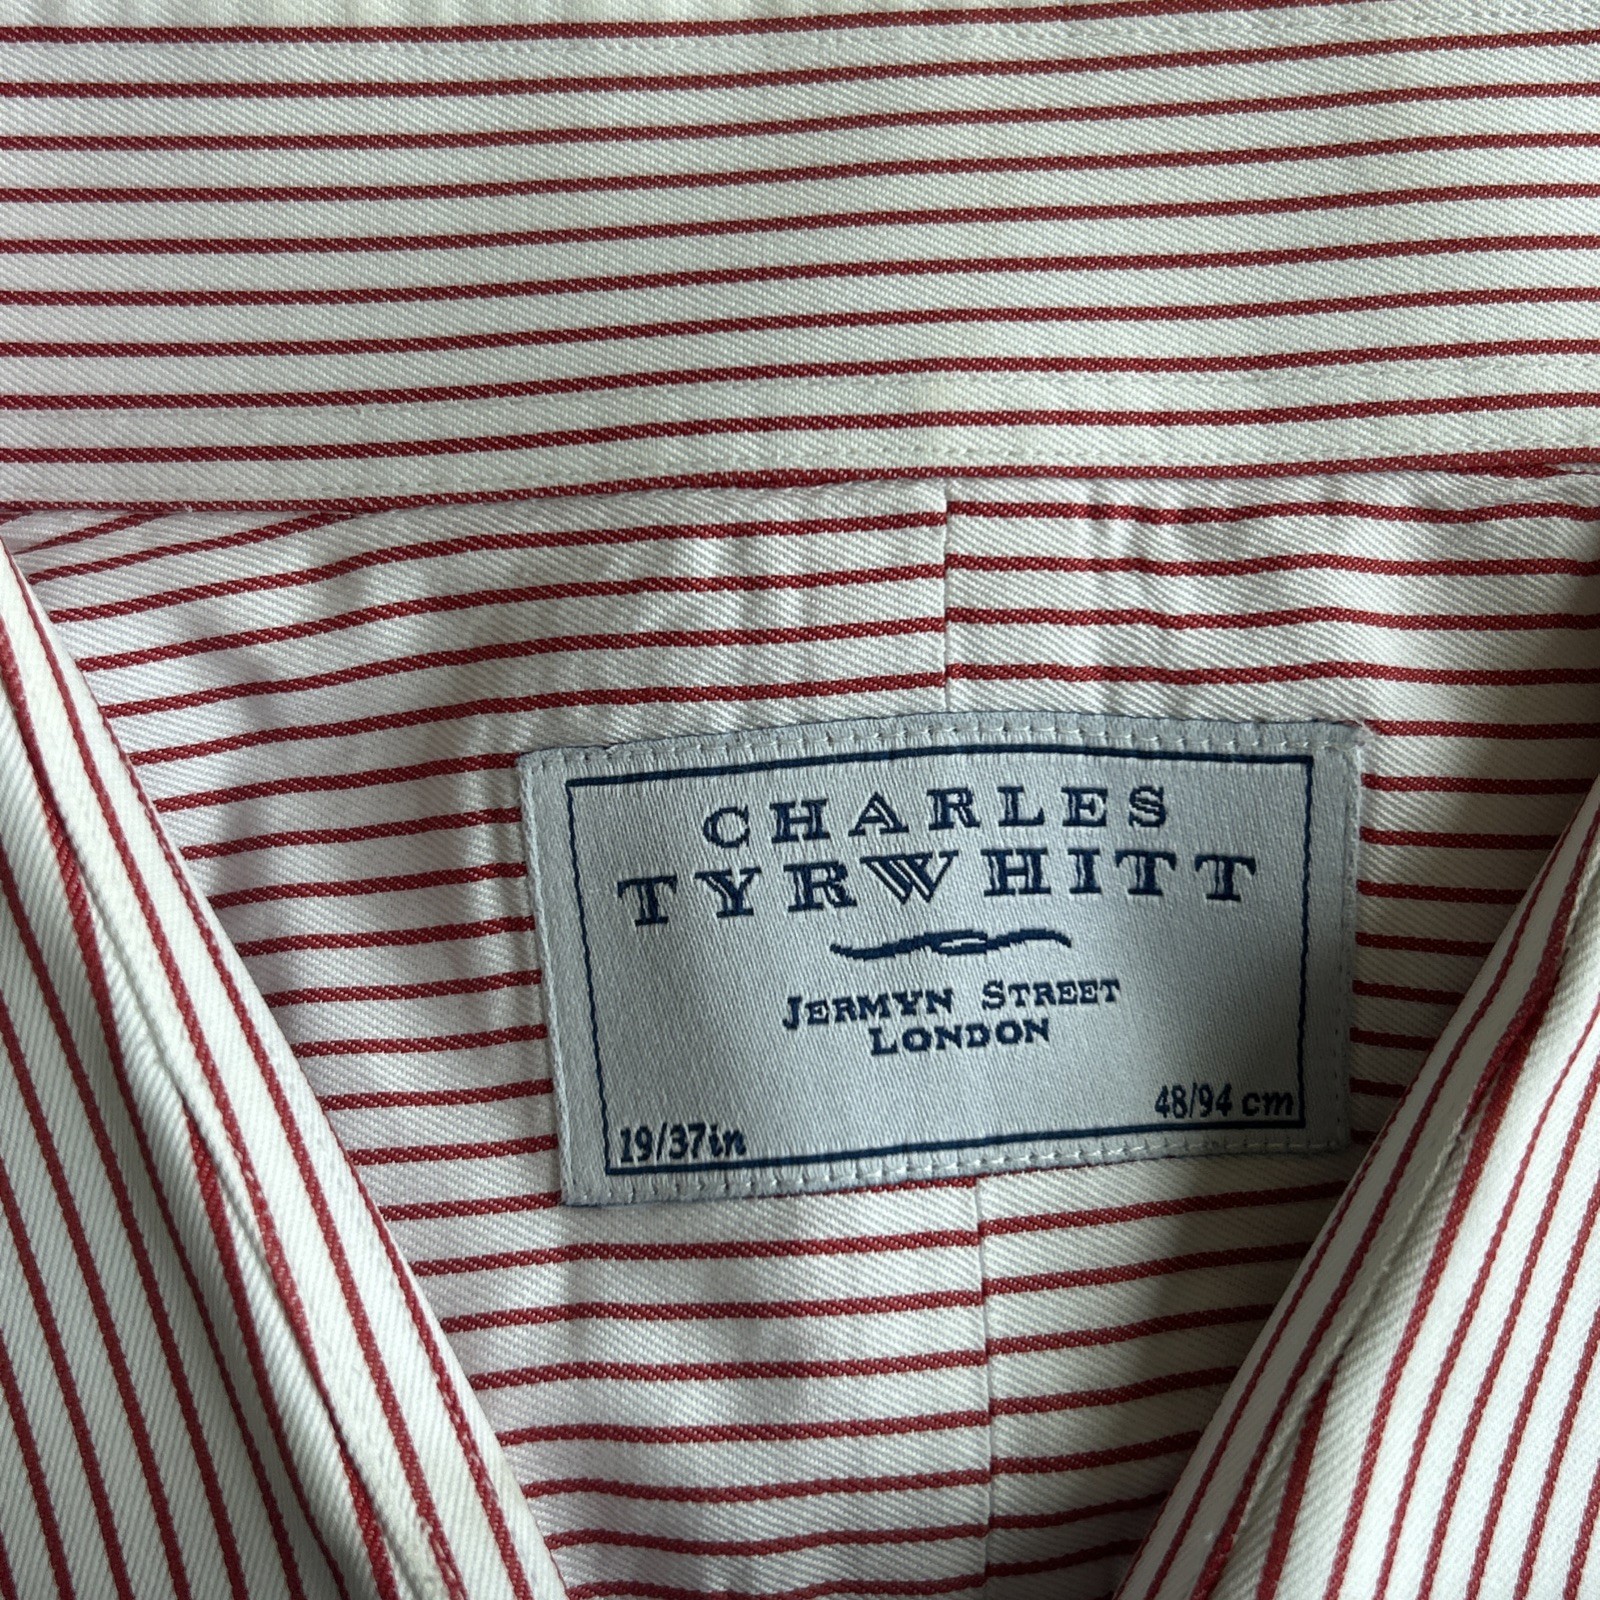 CHARLES
TYRWHITT
JERMYN STREET
LONDON
48/94 cm
19/37in